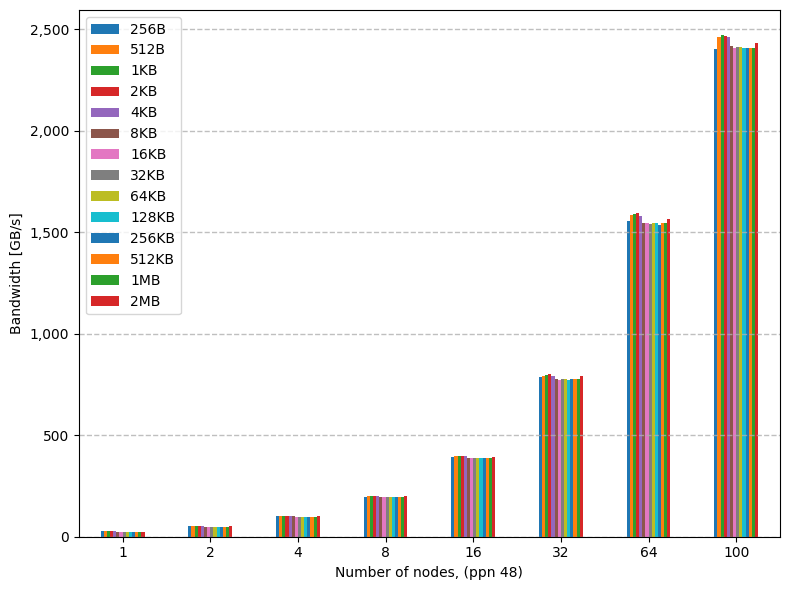 2,500
2,000
1,500
1,000
500
0
Bandwidth [GB/s]
256B
512B
1KB
2KB
4KB
8KB
16KB
32KB
64KB
128KB
256KB
512KB
1MB
2MB
1 2 4 8 16 32 64 100
Number of nodes, (ppn 48)